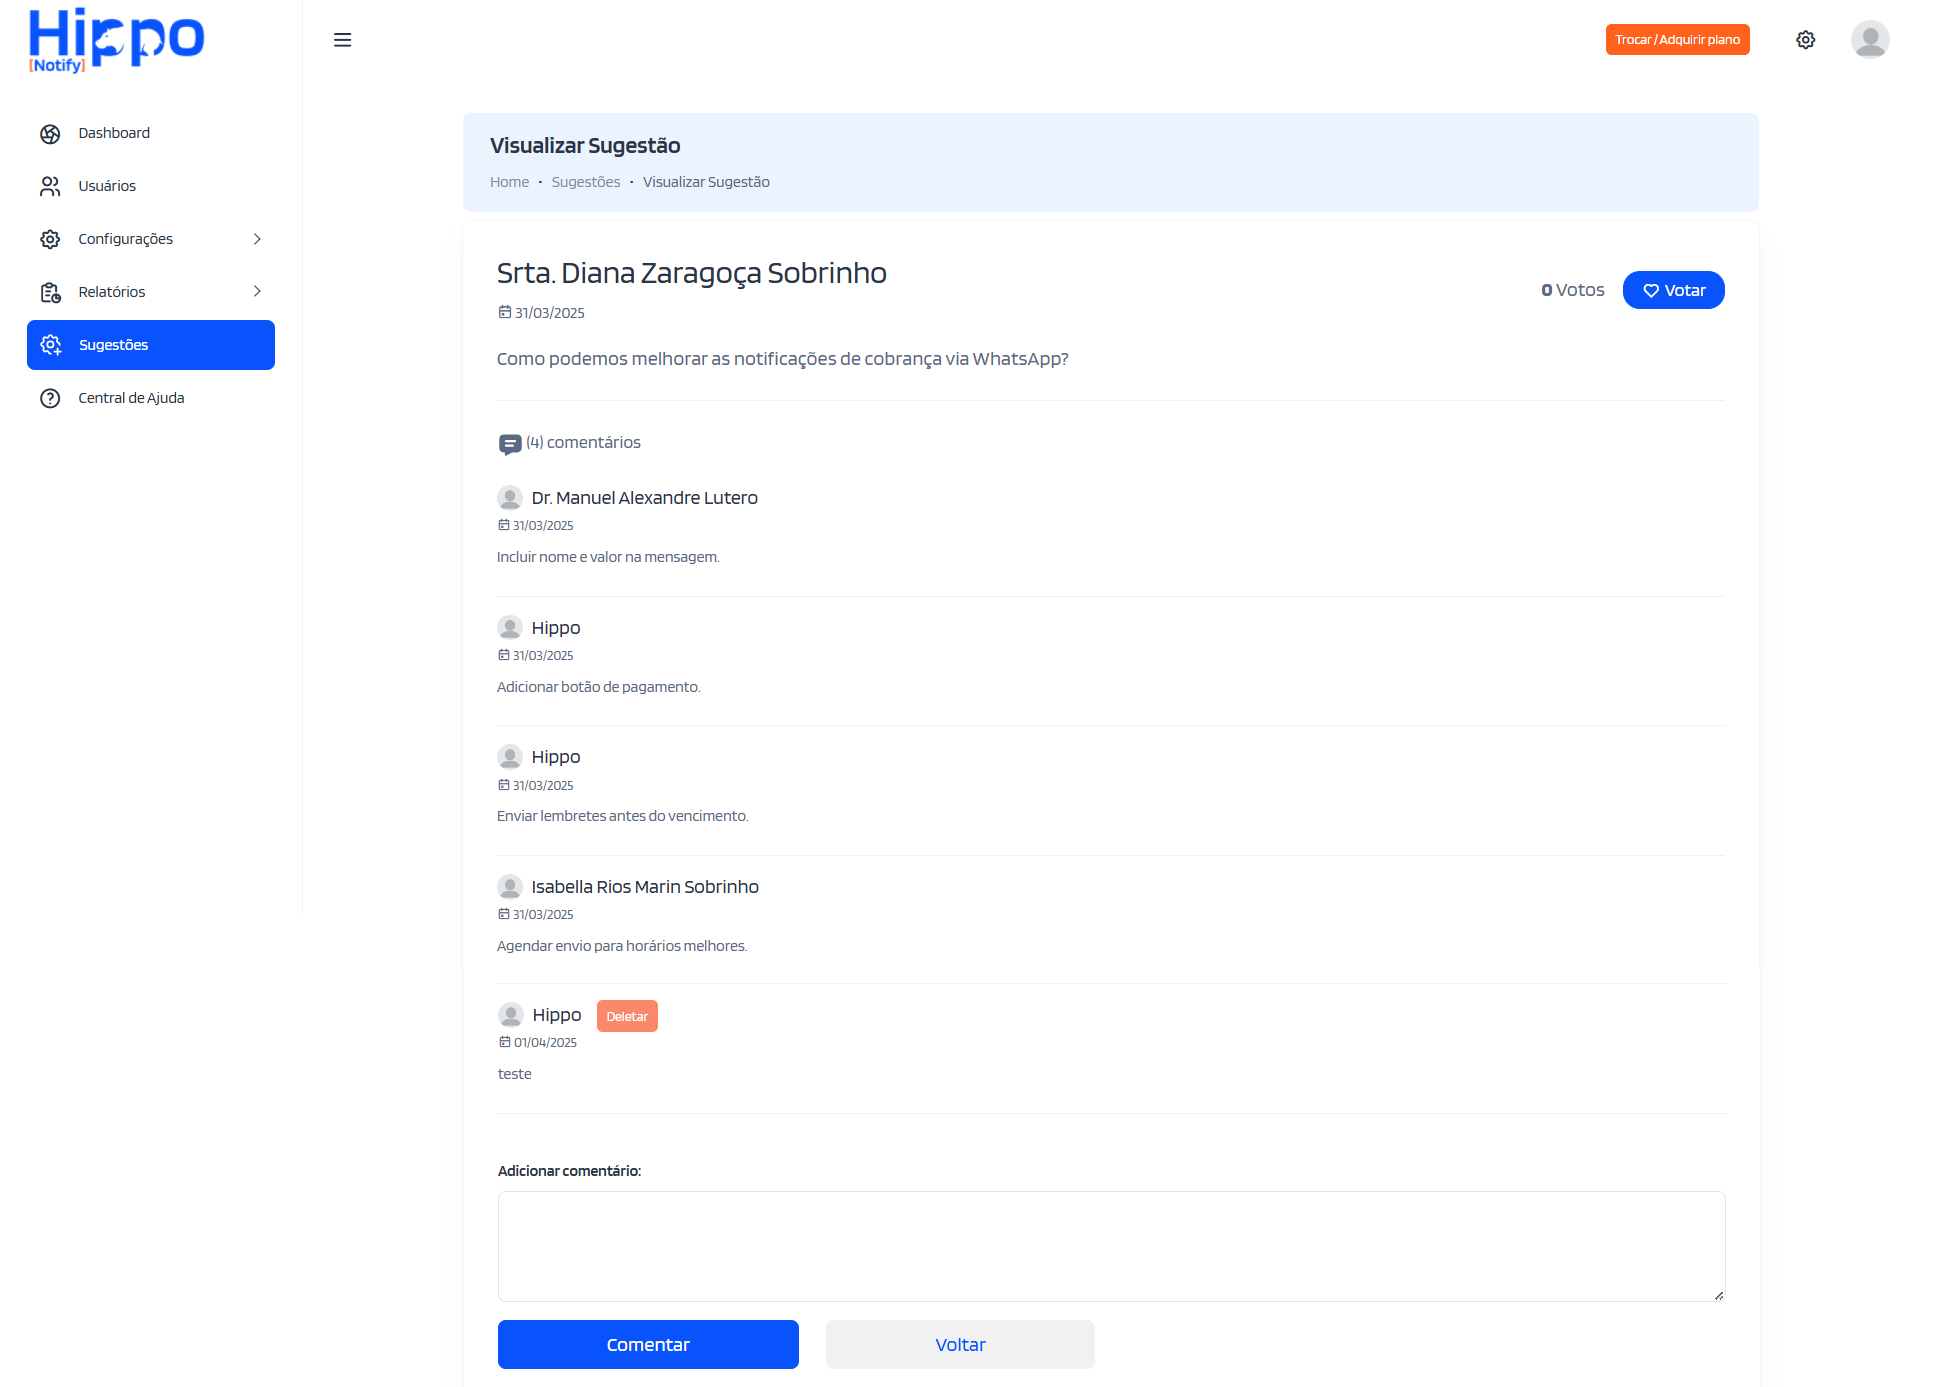 Hippo
[Notify]
Trocar/Adquirir plano
Dashboard
Usuários
Configurações
Relatórios
Sugestões
Central de Ajuda
Visualizar Sugestão
Home • Sugestões • Visualizar Sugestão
Srta. Diana Zaragoça Sobrinho
0 Votos
Votar
31/03/2025
Como podemos melhorar as notificações de cobrança via WhatsApp?
(4) comentários
Dr. Manuel Alexandre Lutero
31/03/2025
Incluir nome e valor na mensagem.
Hippo
31/03/2025
Adicionar botão de pagamento.
Hippo
31/03/2025
Enviar lembretes antes do vencimento.
Isabella Rios Marin Sobrinho
31/03/2025
Agendar envio para horários melhores.
Hippo
Deletar
01/04/2025
teste
Adicionar comentário:
Comentar
Voltar